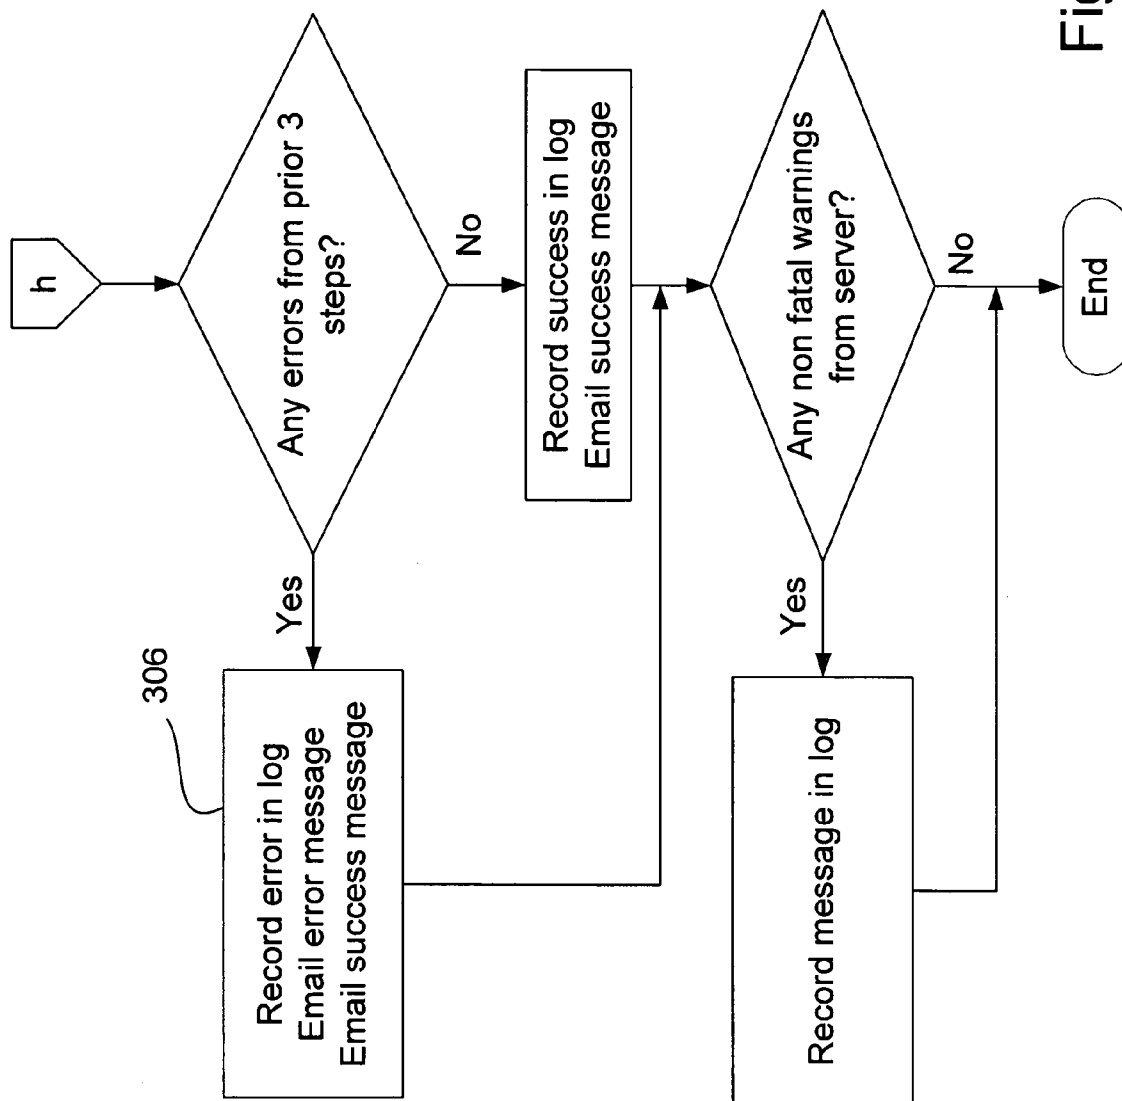 h
Any errors from prior 3
steps?
Yes
No
306
Record error in log
Email error message
Email success message
Record success in log
Email success message
Any non fatal warnings
from server?
Yes
No
Record message in log
End